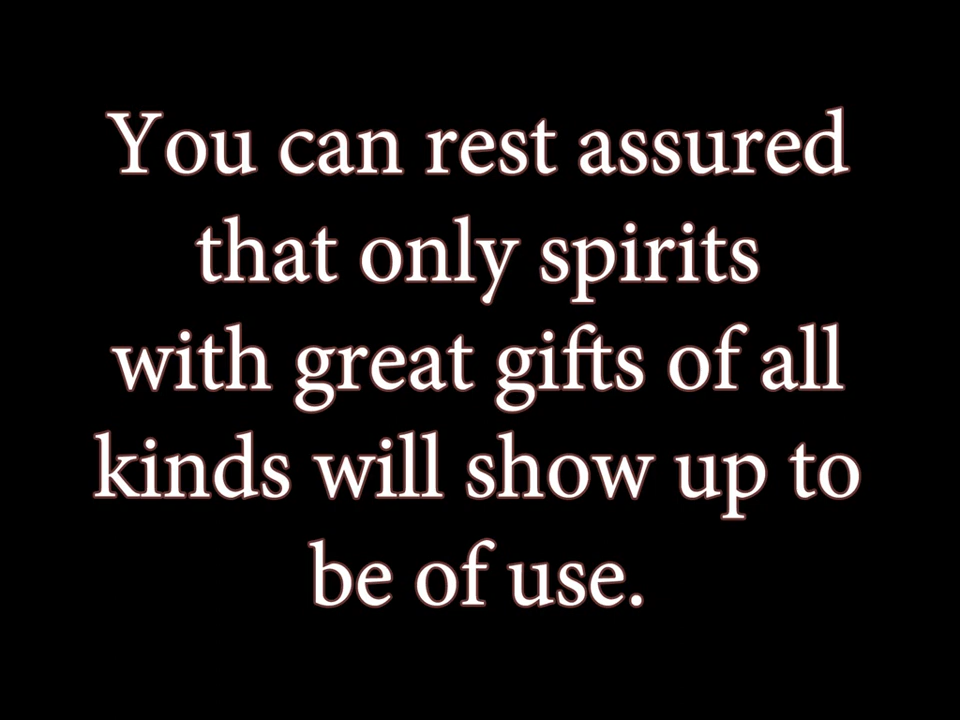 You can rest assured
that only spirits
with great gifts of all
kinds will show up to
be of use.